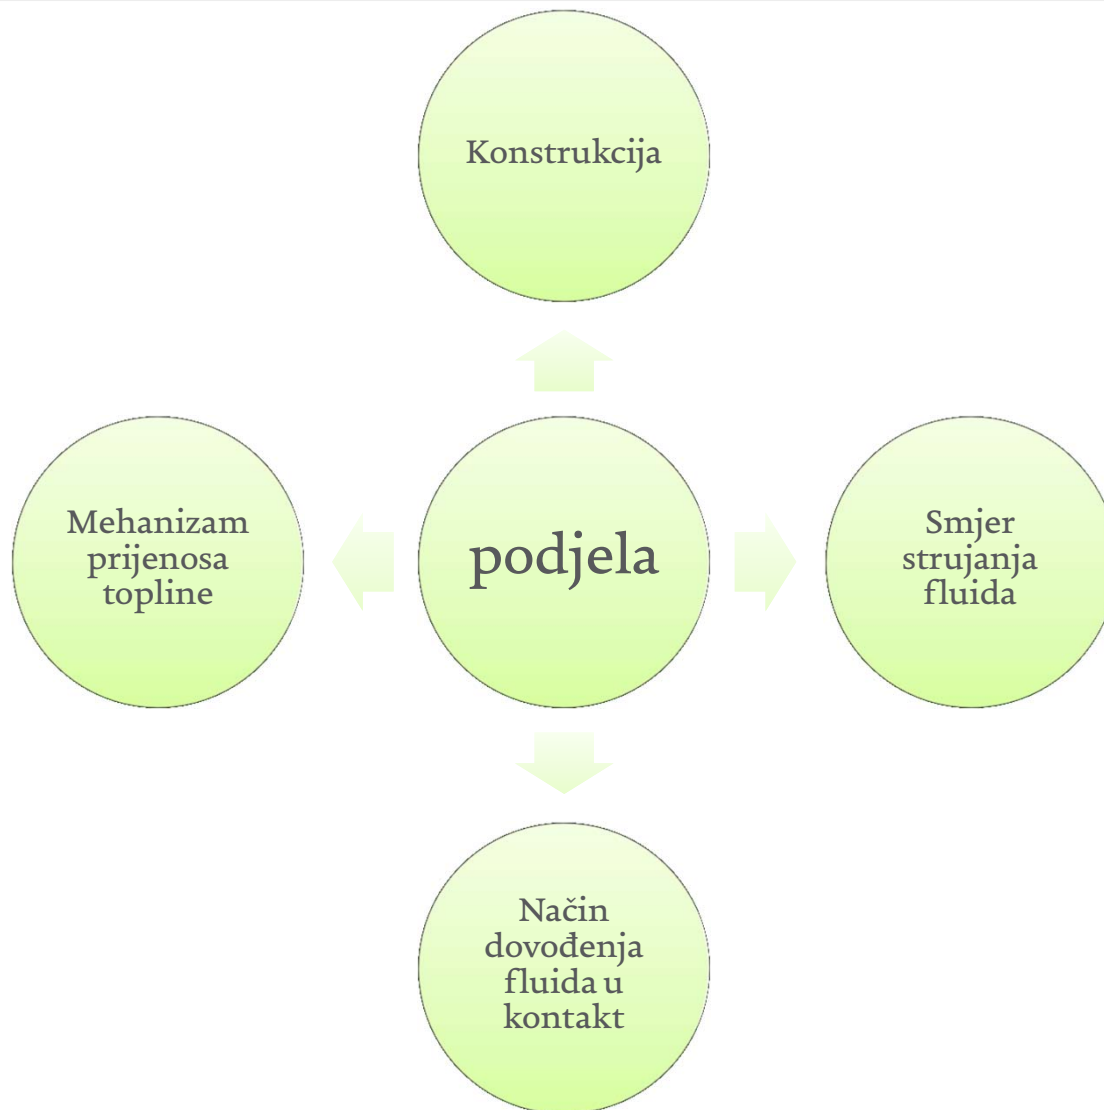 Konstrukcija
Mehanizam
prijenosa
topline
podjela
Smjer
strujanja
fluida
Način
dovođenja
fluida u
kontakt